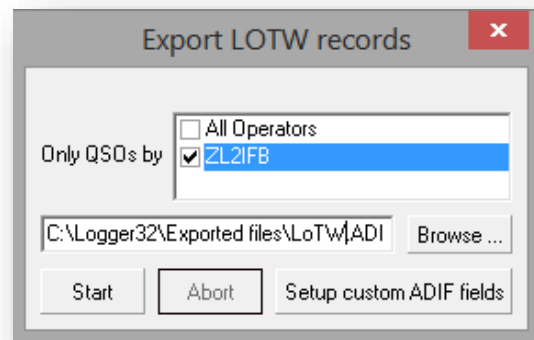 Export LOTW records
x
All Operators
Only QSOs by ZL2IFB
C:\Logger32\Exported files\LoTW.ADI Browse ...
Start Abort Setup custom ADIF fields